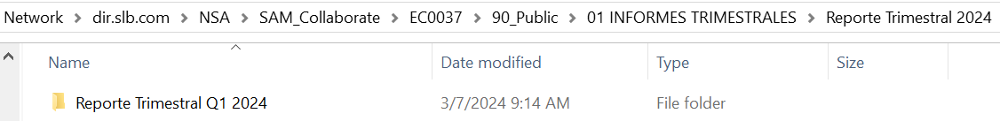 Network > dir.slb.com > NSA > SAM_Collaborate > EC0037 > 90_Public > 01 INFORMES TRIMESTRALES > Reporte Trimestral 2024
Name Date modified Type Size
Reporte Trimestral Q1 2024 3/7/2024 9:14 AM File folder